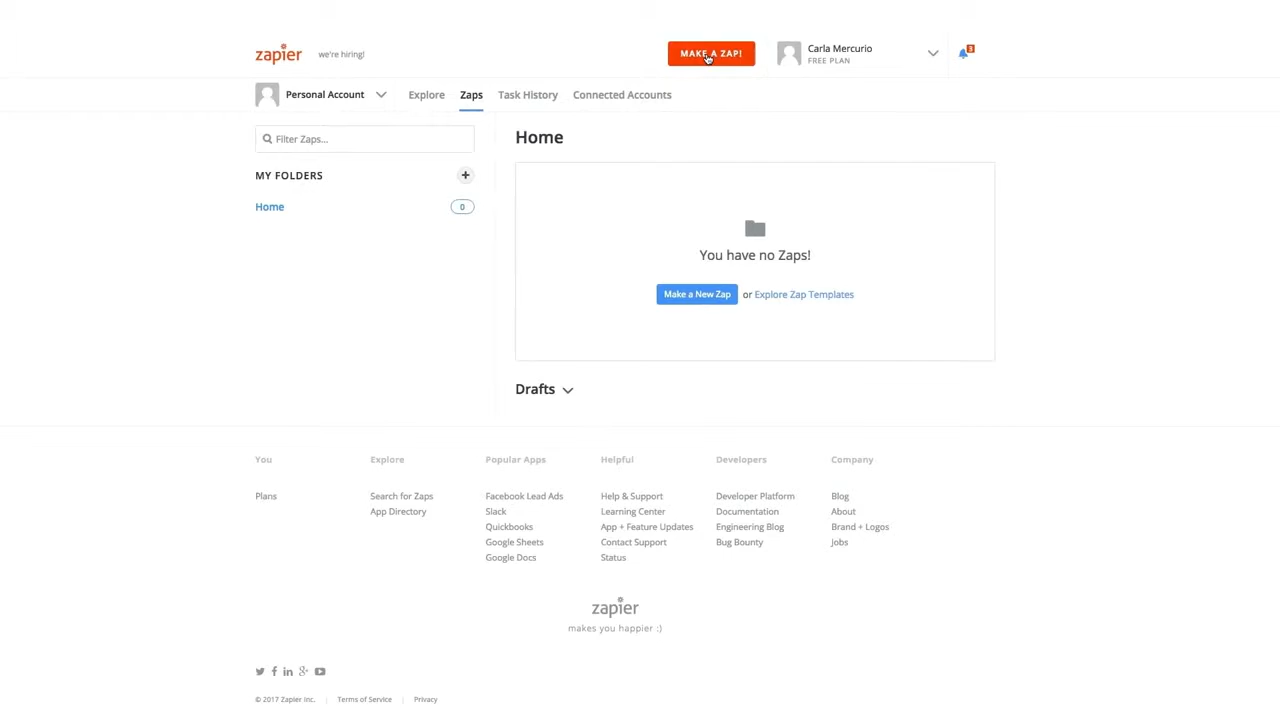 zapier we're hiring! MAKE A ZAP! Carla Mercurio 3
FREE PLAN
Personal Account Explore Zaps Task History Connected Accounts
Filter Zaps...
MY FOLDERS +
Home 0
Home
You have no Zaps!
Make a New Zap or Explore Zap Templates
Drafts
You Explore Popular Apps Helpful Developers Company
Plans Search for Zaps Facebook Lead Ads Help & Support Developer Platform Blog
App Directory Slack Learning Center Documentation About
Quickbooks App + Feature Updates Engineering Blog Brand + Logos
Google Sheets Contact Support Bug Bounty Jobs
Google Docs Status
zapier
makes you happier :)
© 2017 Zapier Inc. | Terms of Service | Privacy